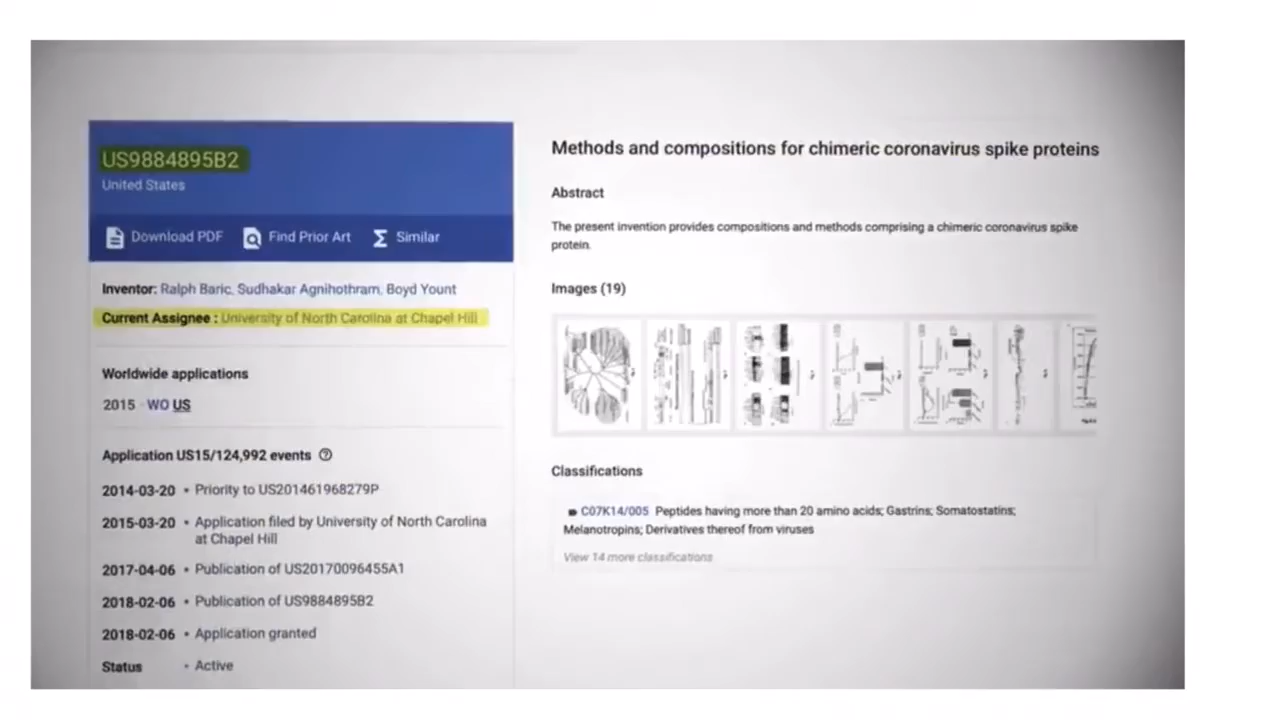 US9884895B2
United States
Download PDF Find Prior Art Similar
Inventor: Ralph Baric, Sudhakar Agnihothram, Boyd Yount
Current Assignee : University of North Carolina at Chapel Hill
Worldwide applications
2015 · WO US
Application US15/124,992 events
2014-03-20 • Priority to US201461968279P
2015-03-20 • Application filed by University of North Carolina
at Chapel Hill
2017-04-06 • Publication of US20170096455A1
2018-02-06 • Publication of US9884895B2
2018-02-06 • Application granted
Status • Active
Methods and compositions for chimeric coronavirus spike proteins
Abstract
The present invention provides compositions and methods comprising a chimeric coronavirus spike
protein.
Images (19)
Classifications
C07K14/005 Peptides having more than 20 amino acids; Gastrins; Somatostatins;
Melanotropins; Derivatives thereof from viruses
View 14 more classifications